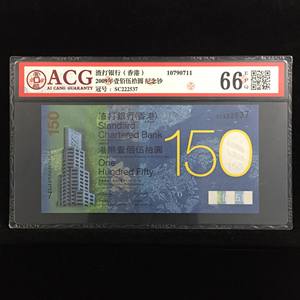 ACG
AI CANG GUARANTY
渣打银行（香港） 10790711
2009年壹佰伍拾圆 纪念钞
冠号：SC222537
66 EPQ
150
渣打銀行(香港)
Standard
Chartered Bank
港幣壹佰伍拾圓
One
Hundred Fifty
150